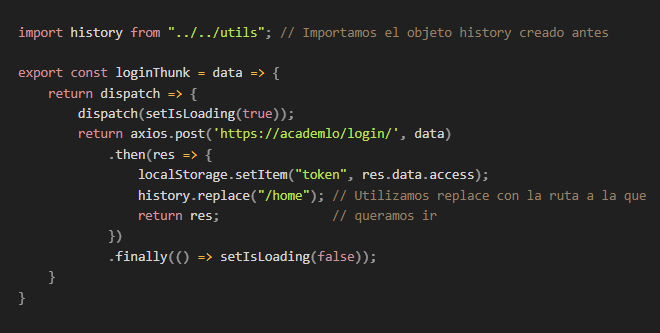 import history from "../../utils"; // Importamos el objeto history creado antes
export const loginThunk = data => {
    return dispatch => {
        dispatch(setIsLoading(true));
        return axios.post('https://academlo/login/', data)
            .then(res => {
                localStorage.setItem("token", res.data.access);
                history.replace("/home"); // Utilizamos replace con la ruta a la que
                return res;               // queramos ir
            })
            .finally(() => setIsLoading(false));
    }
}